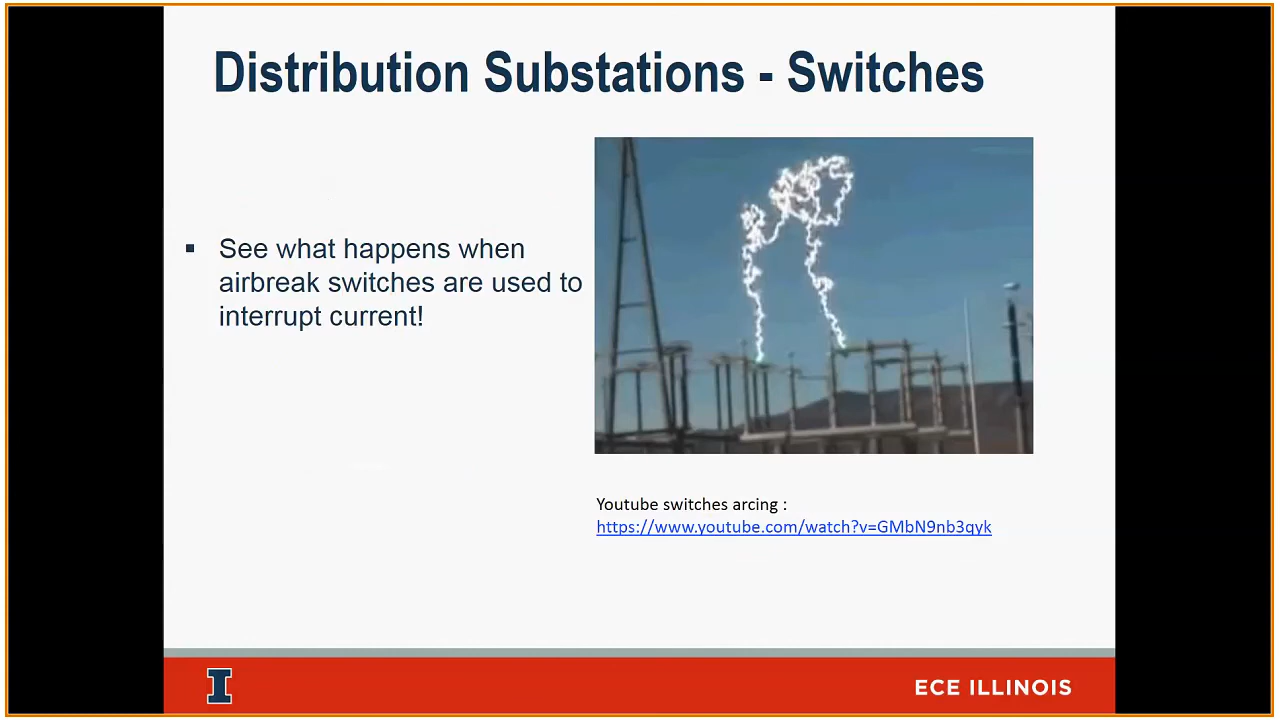 Distribution Substations - Switches
▪ See what happens when
airbreak switches are used to
interrupt current!
Youtube switches arcing :
https://www.youtube.com/watch?v=GMbN9nb3qyk
I
ECE ILLINOIS